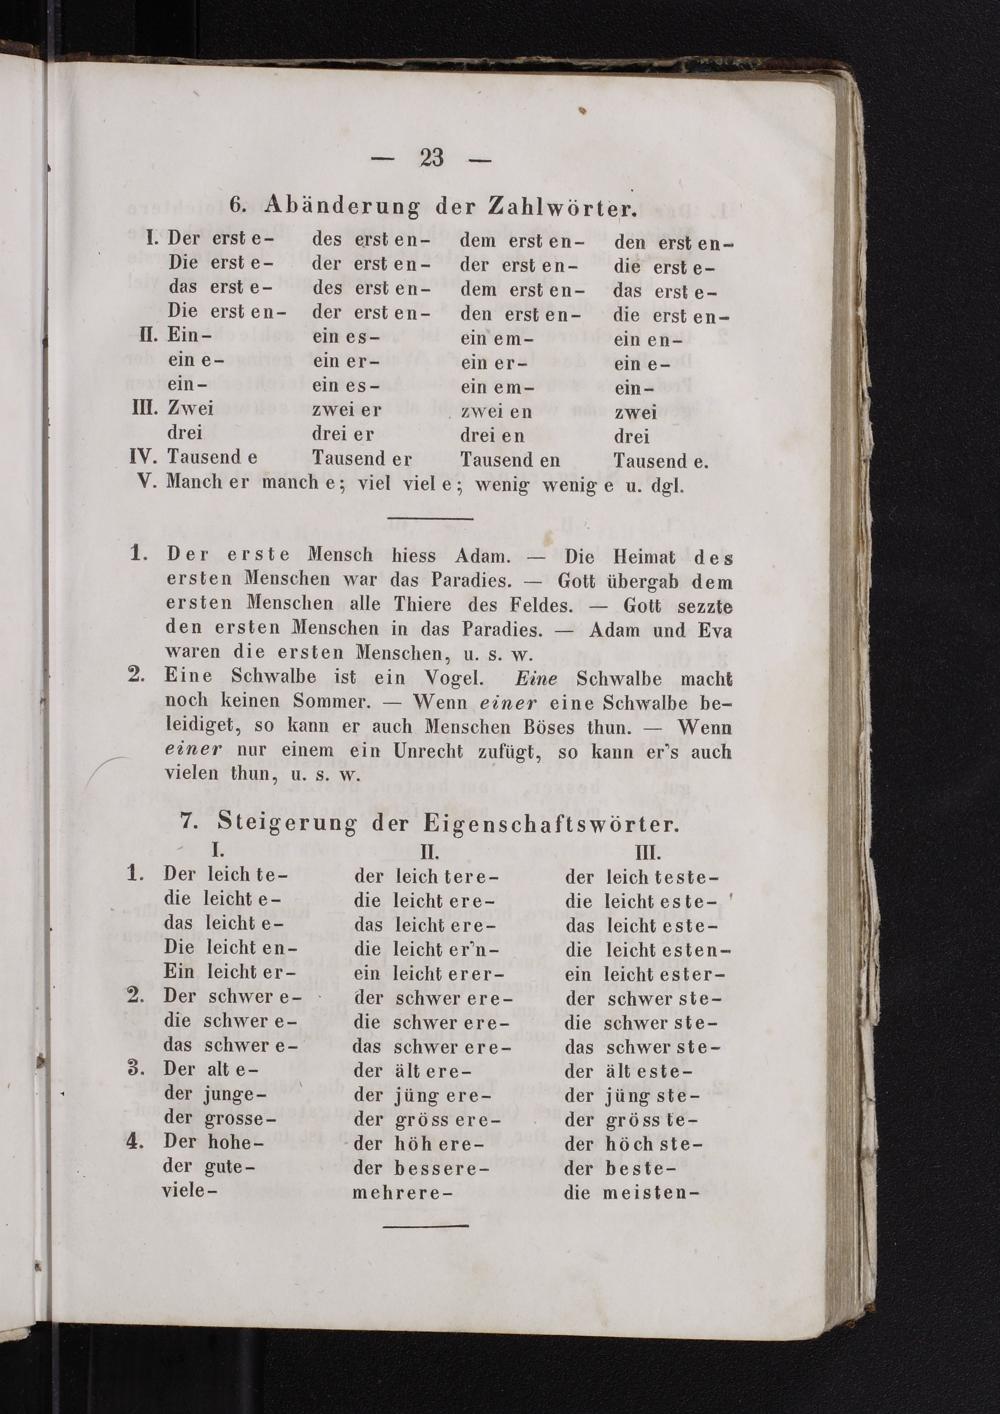 — 23 —
6. Abänderung der Zahlwörter.
I. Der erst e– des erst en– dem erst en– den erst en–
Die erst e– der erst en– der erst en– die erst e–
das erst e– des erst en– dem erst en– das erst e–
Die erst en– der erst en– den erst en– die erst en–
II. Ein– ein es– ein em– ein en–
ein e– ein er– ein er– ein e–
ein– ein es– ein em– ein–
III. Zwei zwei er zwei en zwei
drei drei er drei en drei
IV. Tausend e Tausend er Tausend en Tausend e.
V. Manch er manch e; viel viel e; wenig wenig e u. dgl.
1. Der erste Mensch hiess Adam. — Die Heimat des
ersten Menschen war das Paradies. — Gott übergab dem
ersten Menschen alle Thiere des Feldes. — Gott sezzte
den ersten Menschen in das Paradies. — Adam und Eva
waren die ersten Menschen, u. s. w.
2. Eine Schwalbe ist ein Vogel. Eine Schwalbe macht
noch keinen Sommer. — Wenn einer eine Schwalbe be–
leidiget, so kann er auch Menschen Böses thun. — Wenn
einer nur einem ein Unrecht zufügt, so kann er's auch
vielen thun, u. s. w.
7. Steigerung der Eigenschaftswörter.
I. II. III.
1. Der leich te– der leich tere– der leich teste–
die leicht e– die leicht ere– die leicht este–
das leicht e– das leicht ere– das leicht este–
Die leicht en– die leicht er'n– die leicht esten–
Ein leicht er– ein leicht erer– ein leicht ester–
2. Der schwer e– der schwer ere– der schwer ste–
die schwer e– die schwer ere– die schwer ste–
das schwer e– das schwer ere– das schwer ste–
3. Der alt e– der ält ere– der ält este–
der junge– der jüng ere– der jüng ste–
der grosse– der gröss ere– der gröss te–
4. Der hohe– der höh ere– der höch ste–
der gute– der bessere– der beste–
viele– mehrere– die meisten–